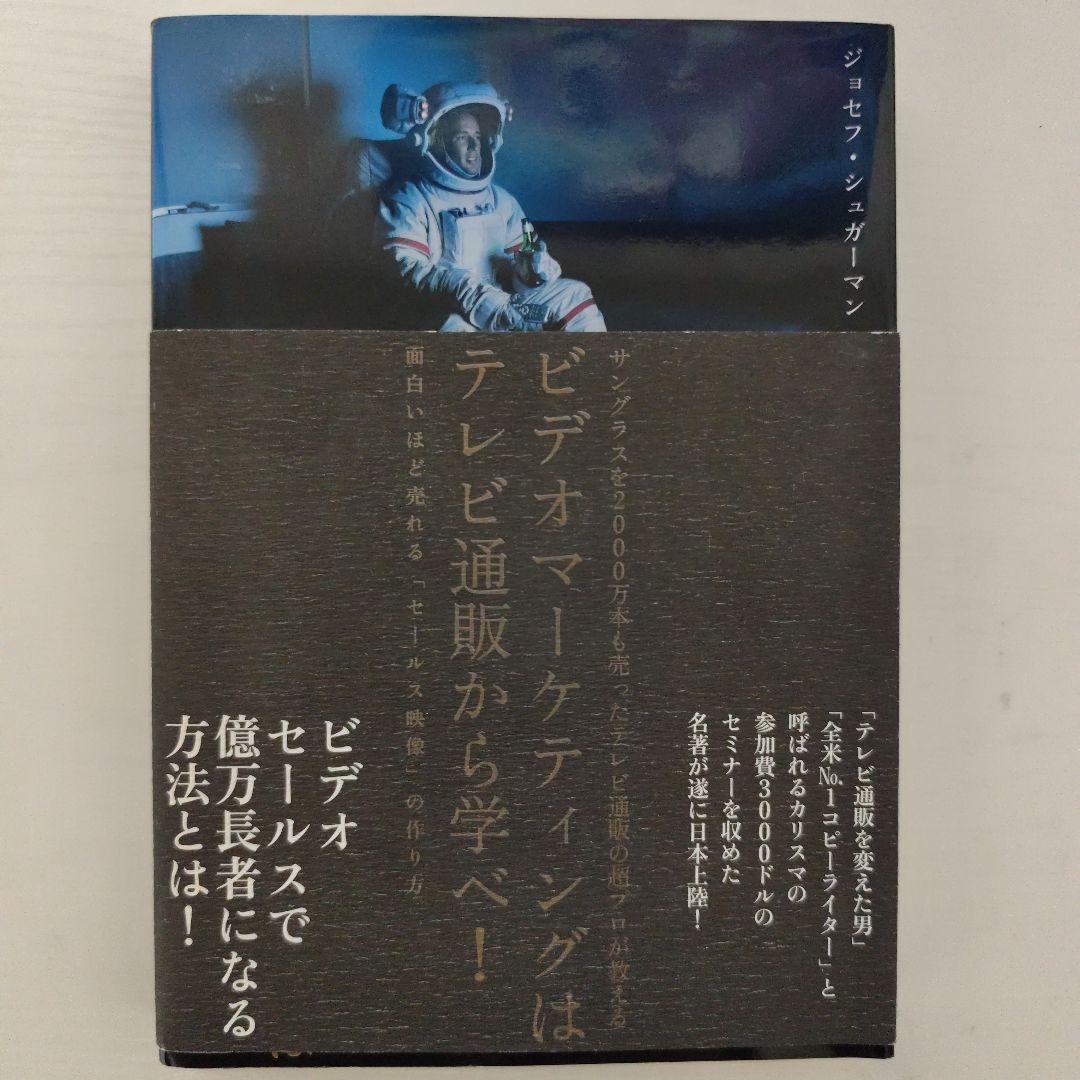 ジョセフ・シュガーマン
サングラスを2000万本も売ったテレビ通販の超プロが教える
ビデオマーケティングは
テレビ通販から学べ!
面白いほど売れる「セールス映像」の作り方
「テレビ通販を変えた男」
「全米No.1コピーライター」と
呼ばれるカリスマの
参加費3000ドルの
セミナーを収めた
名著が遂に日本上陸!
ビデオ
セールスで
億万長者になる
方法とは!